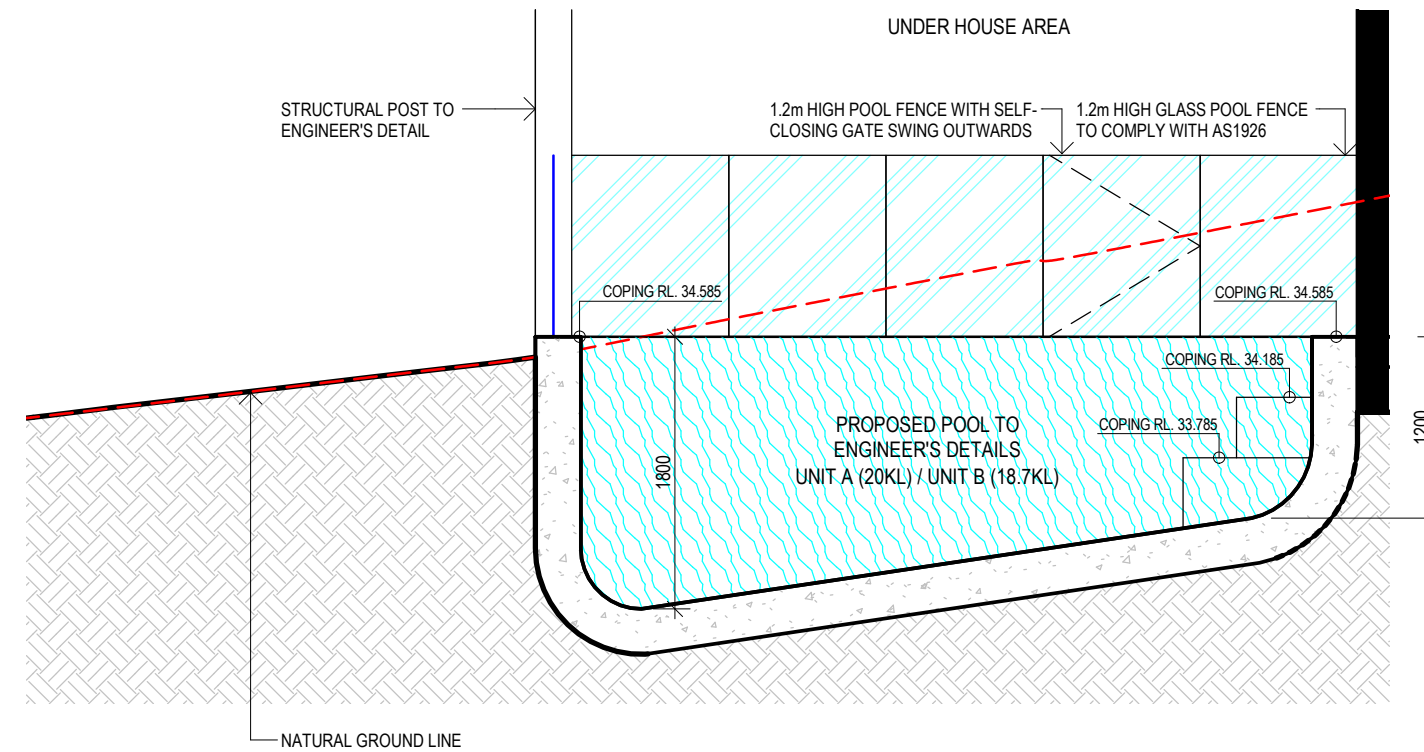 UNDER HOUSE AREA
STRUCTURAL POST TO
ENGINEER'S DETAIL
1.2m HIGH POOL FENCE WITH SELF-
CLOSING GATE SWING OUTWARDS
1.2m HIGH GLASS POOL FENCE
TO COMPLY WITH AS1926
COPING RL. 34.585
COPING RL. 34.585
COPING RL. 34.185
COPING RL. 33.785
PROPOSED POOL TO
ENGINEER'S DETAILS
UNIT A (20KL) / UNIT B (18.7KL)
1800
1200
NATURAL GROUND LINE